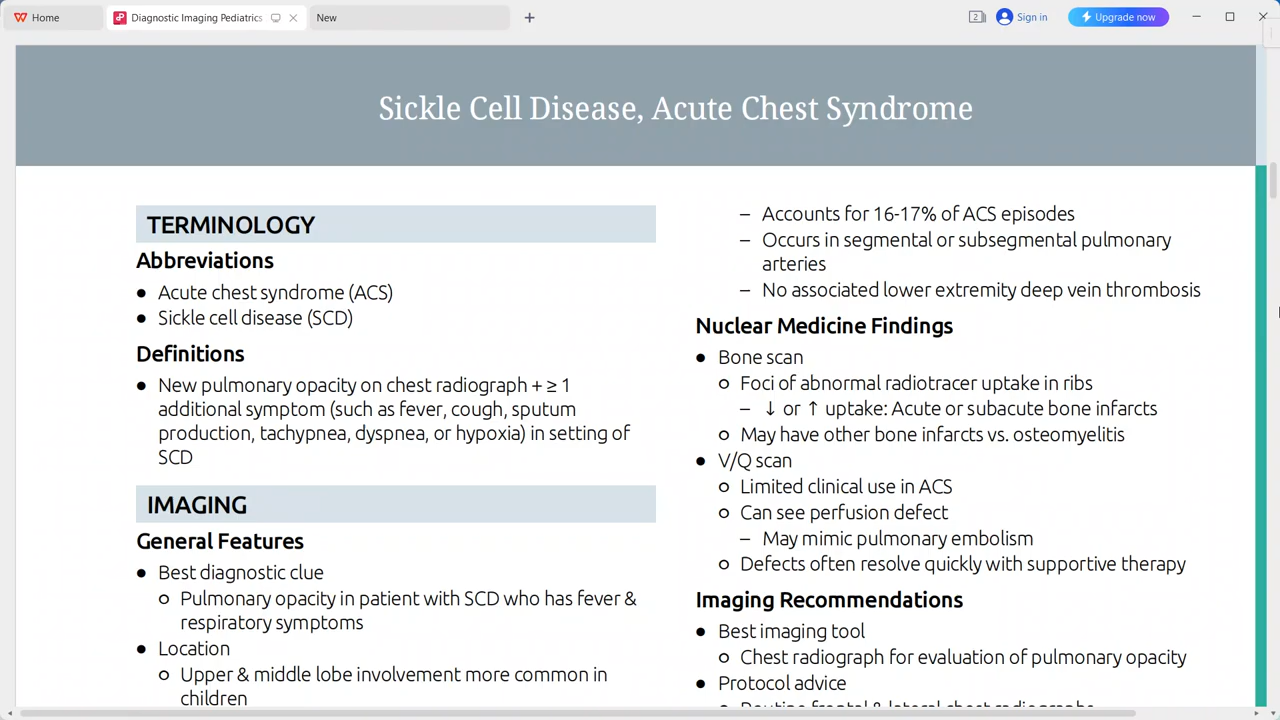 Home
Diagnostic Imaging Pediatrics
New
2
Sign in
Upgrade now
Sickle Cell Disease, Acute Chest Syndrome
TERMINOLOGY
Abbreviations
● Acute chest syndrome (ACS)
● Sickle cell disease (SCD)
Definitions
● New pulmonary opacity on chest radiograph + ≥ 1
additional symptom (such as fever, cough, sputum
production, tachypnea, dyspnea, or hypoxia) in setting of
SCD
IMAGING
General Features
● Best diagnostic clue
○ Pulmonary opacity in patient with SCD who has fever &
respiratory symptoms
● Location
○ Upper & middle lobe involvement more common in
children
– Accounts for 16-17% of ACS episodes
– Occurs in segmental or subsegmental pulmonary
arteries
– No associated lower extremity deep vein thrombosis
Nuclear Medicine Findings
● Bone scan
○ Foci of abnormal radiotracer uptake in ribs
– ↓ or ↑ uptake: Acute or subacute bone infarcts
○ May have other bone infarcts vs. osteomyelitis
● V/Q scan
○ Limited clinical use in ACS
○ Can see perfusion defect
– May mimic pulmonary embolism
○ Defects often resolve quickly with supportive therapy
Imaging Recommendations
● Best imaging tool
○ Chest radiograph for evaluation of pulmonary opacity
● Protocol advice
○ Routine frontal & lateral chest radiographs